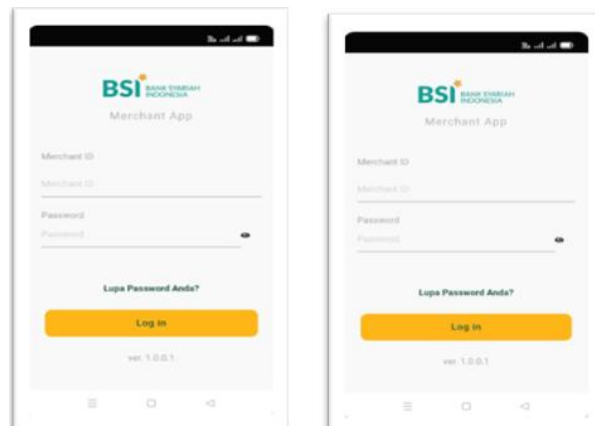 BSI BANK SYARIAH
INDONESIA
Merchant App
Merchant ID
Merchant ID
Password
Password
Lupa Password Anda?
Log in
ver. 1.0.0.1
BSI BANK SYARIAH
INDONESIA
Merchant App
Merchant ID
Merchant ID
Password
Password
Lupa Password Anda?
Log in
ver. 1.0.0.1